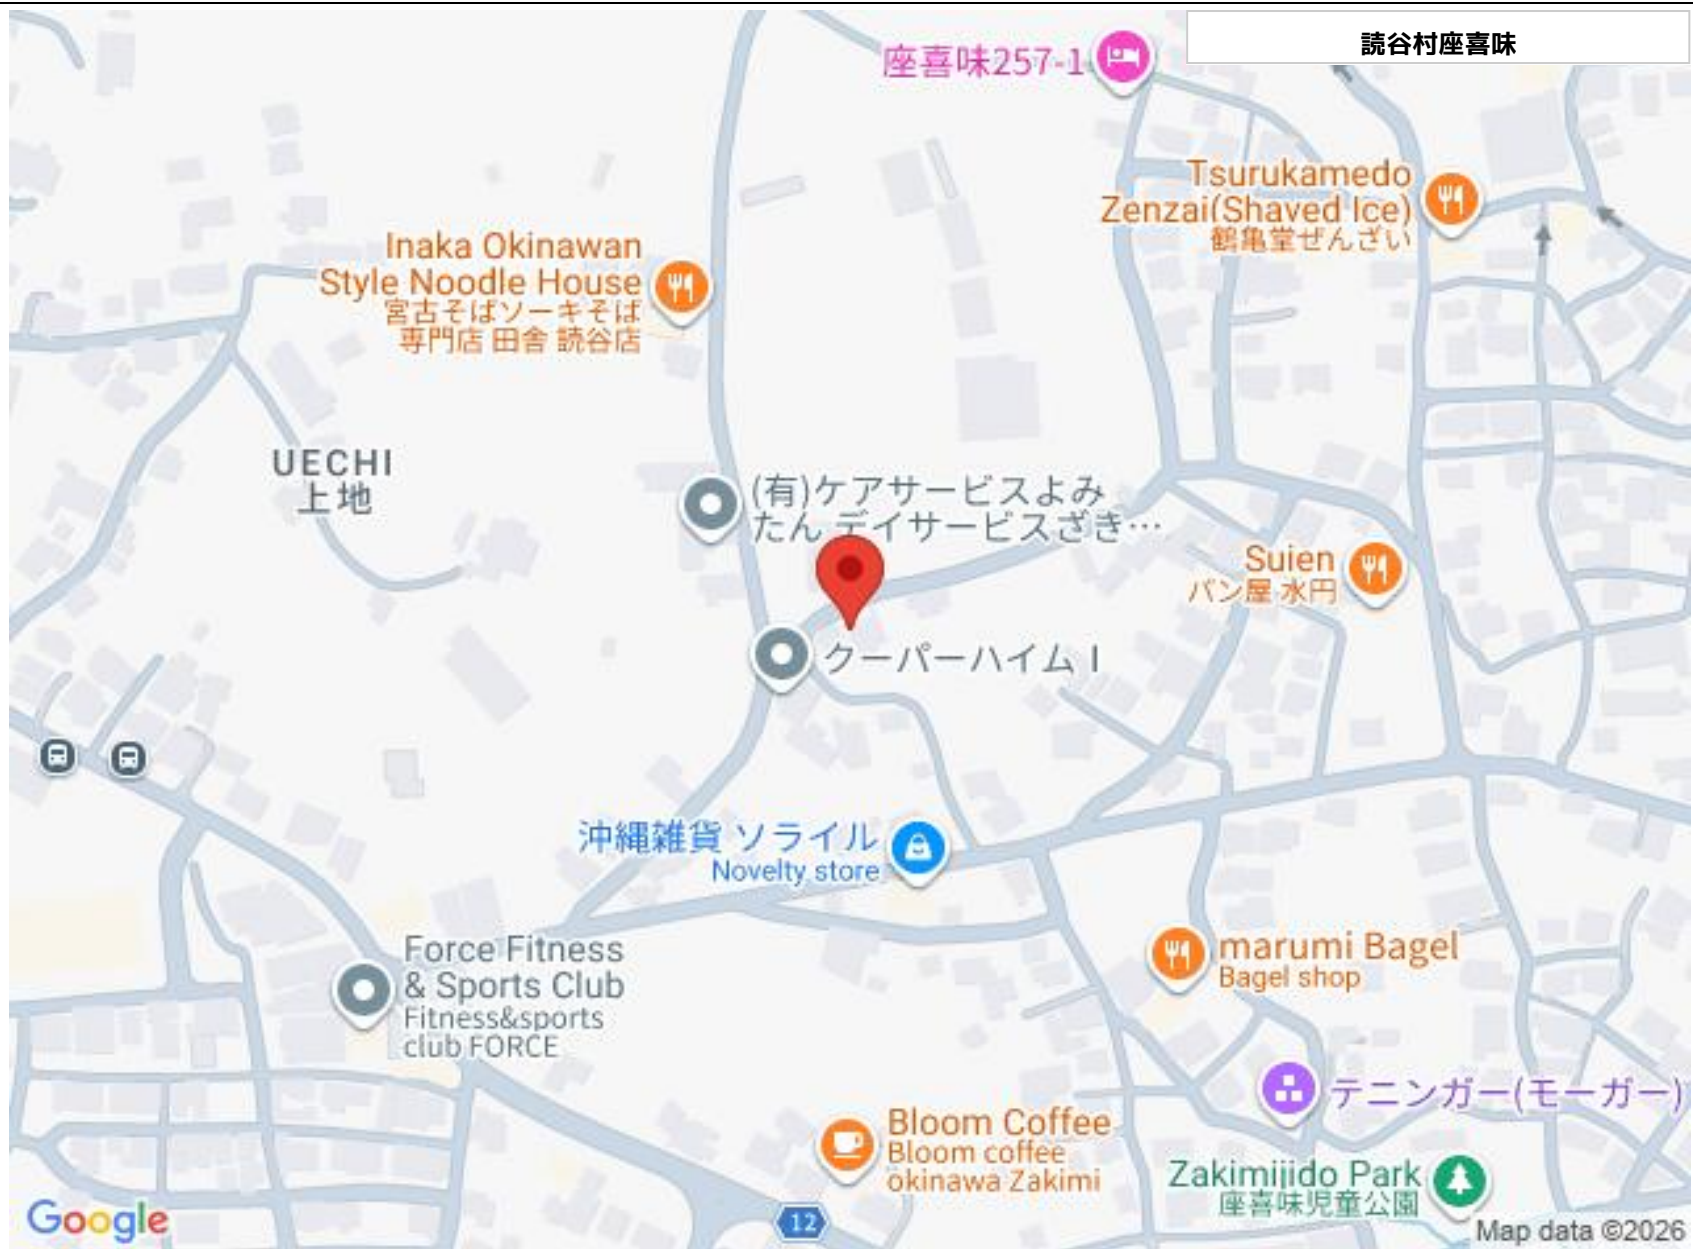 読谷村座喜味
座喜味257-1
Tsurukamedo
Zenzai(Shaved Ice)
鶴亀堂ぜんざい
Inaka Okinawan
Style Noodle House
宮古そばソーキそば
専門店 田舎 読谷店
UECHI
上地
(有)ケアサービスよみ
たん デイサービスざき…
Suien
パン屋 水円
クーパーハイム I
沖縄雑貨 ソライル
Novelty store
Force Fitness
& Sports Club
Fitness&sports
club FORCE
marumi Bagel
Bagel shop
テニンガー(モーガー)
Bloom Coffee
Bloom coffee
okinawa Zakimi
Zakimijido Park
座喜味児童公園
12
Google
Map data ©2026